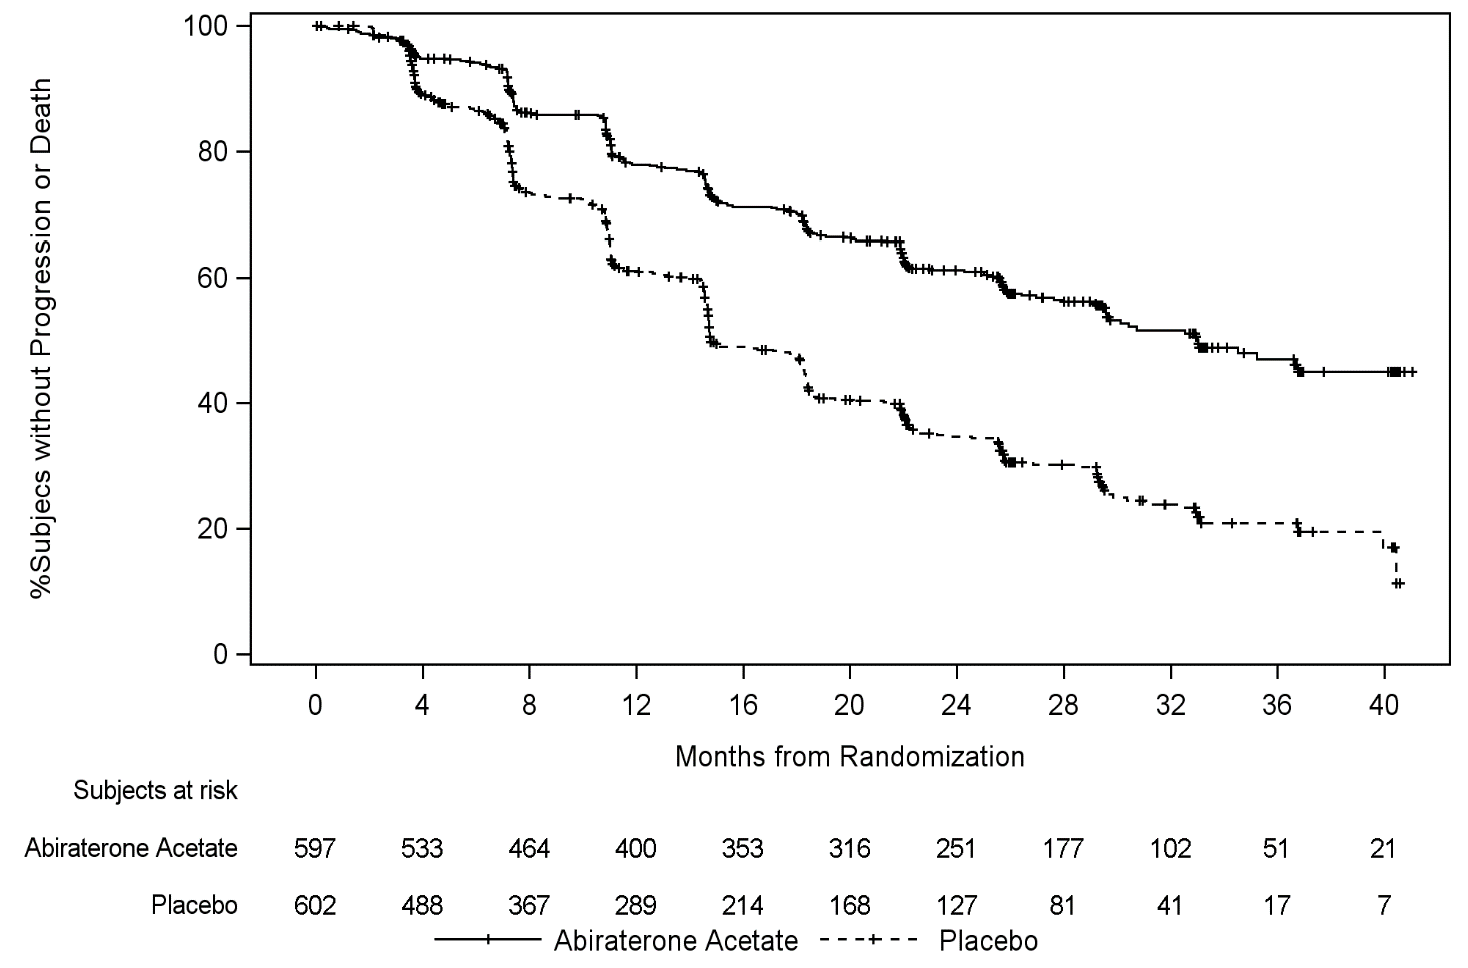 %Subjecs without Progression or Death
100
80
60
40
20
0
0 4 8 12 16 20 24 28 32 36 40
Months from Randomization
Subjects at risk
Abiraterone Acetate 597 533 464 400 353 316 251 177 102 51 21
Placebo 602 488 367 289 214 168 127 81 41 17 7
Abiraterone Acetate Placebo